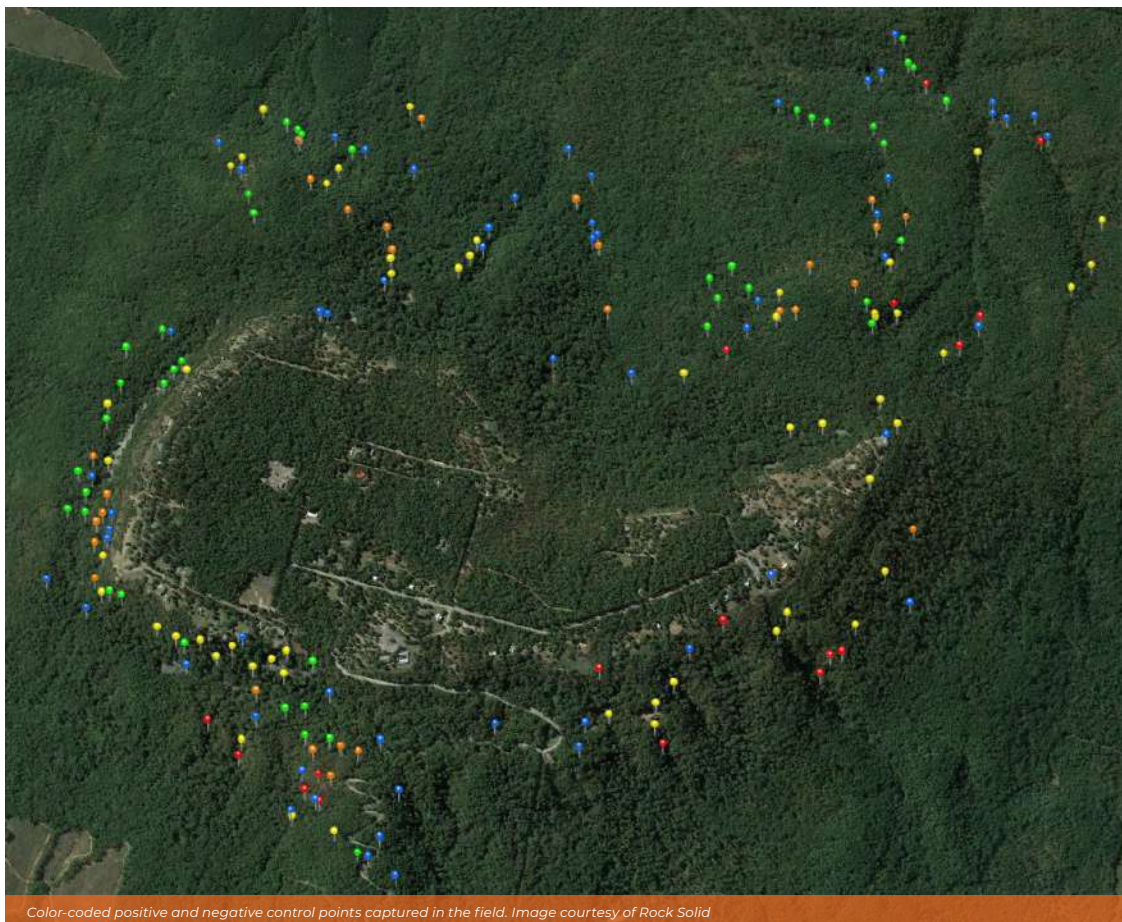 Color-coded positive and negative control points captured in the field. Image courtesy of Rock Solid